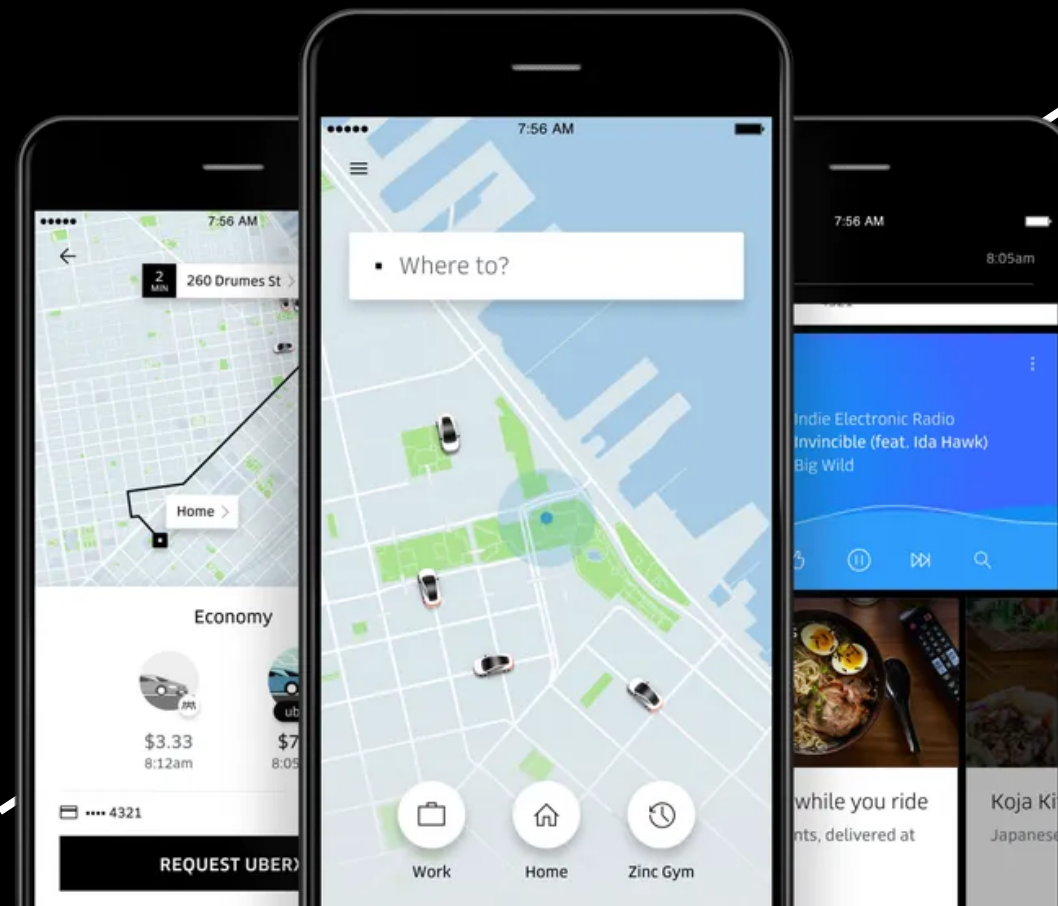 7:56 AM
2
MIN
260 Drumes St
Home
Economy
$3.33
8:12am
$7
8:05
ub
•••• 4321
REQUEST UBERX
7:56 AM
Where to?
Work
Home
Zinc Gym
7:56 AM
8:05am
Indie Electronic Radio
Invincible (feat. Ida Hawk)
Big Wild
while you ride
nts, delivered at
Koja Ki
Japanese